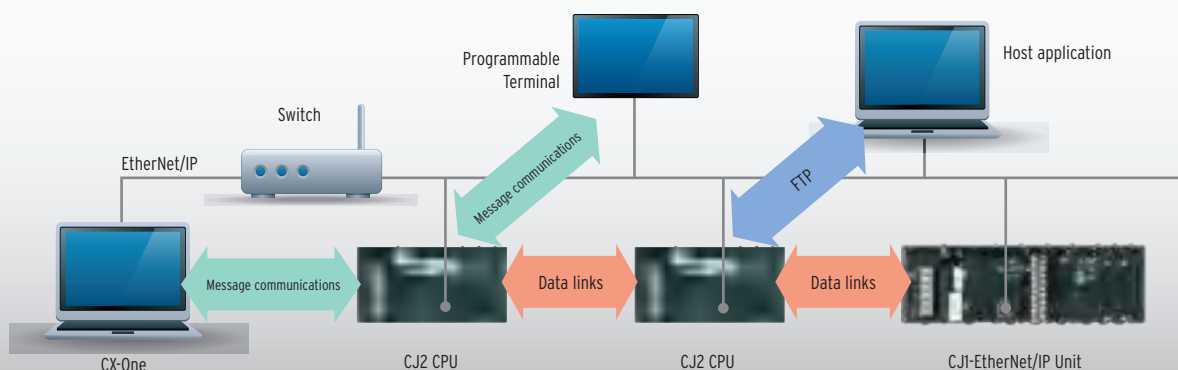 Programmable
Terminal
Host application
Switch
EtherNet/IP
Message communications
FTP
Message communications
Data links
Data links
CX-One
CJ2 CPU
CJ2 CPU
CJ1-EtherNet/IP Unit